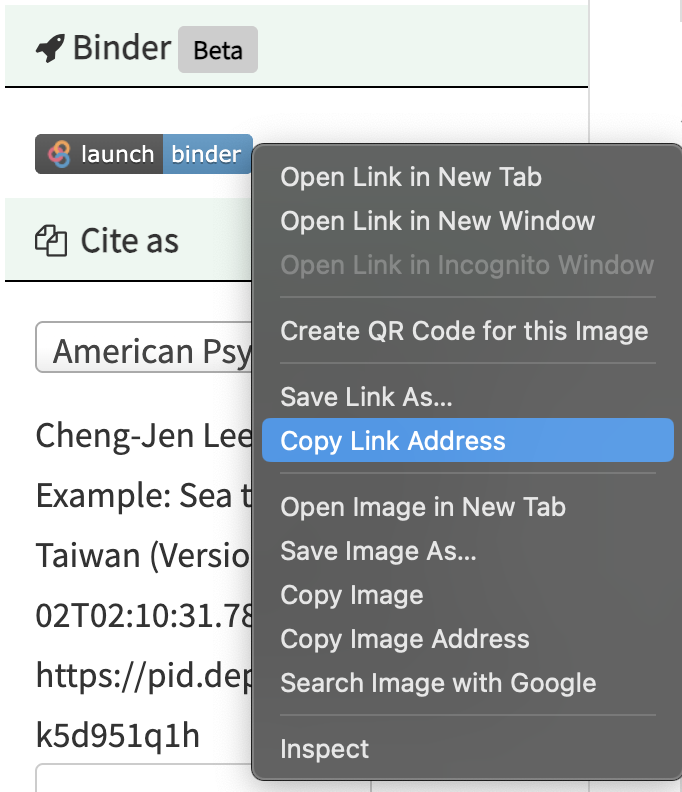 Binder Beta
launch binder
Open Link in New Tab
Open Link in New Window
Open Link in Incognito Window
Create QR Code for this Image
Save Link As...
Copy Link Address
Open Image in New Tab
Save Image As...
Copy Image
Copy Image Address
Search Image with Google
Inspect
Cite as
American Psy
Cheng-Jen Lee
Example: Sea t
Taiwan (Versio
02T02:10:31.78
https://pid.dep
k5d951q1h